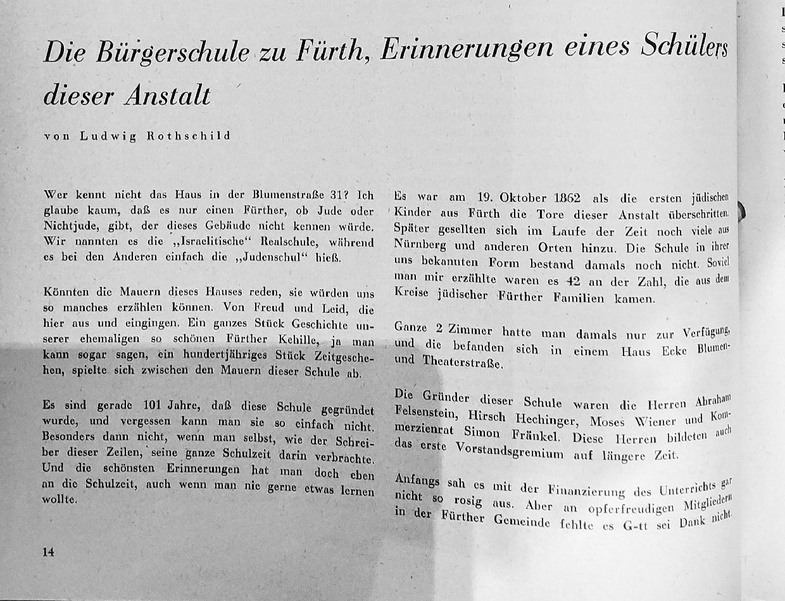 Die Bürgerschule zu Fürth, Erinnerungen eines Schülers
dieser Anstalt
von Ludwig Rothschild
Wer kennt nicht das Haus in der Blumenstraße 31? Ich
glaube kaum, daß es nur einen Fürther, ob Jude oder
Nichtjude, gibt, der dieses Gebäude nicht kennen würde.
Wir nannten es die „Israelitische“ Realschule, während
es bei den Anderen einfach die „Judenschul“ hieß.
Könnten die Mauern dieses Hauses reden, sie würden uns
so manches erzählen können. Von Freud und Leid, die
hier aus und eingingen. Ein ganzes Stück Geschichte un-
serer ehemaligen so schönen Fürther Kehille, ja man
kann sogar sagen, ein hundertjähriges Stück Zeitgesche-
hen, spielte sich zwischen den Mauern dieser Schule ab.
Es sind gerade 101 Jahre, daß diese Schule gegründet
wurde, und vergessen kann man sie so einfach nicht.
Besonders dann nicht, wenn man selbst, wie der Schrei-
ber dieser Zeilen, seine ganze Schulzeit darin verbrachte.
Und die schönsten Erinnerungen hat man doch eben
an die Schulzeit, auch wenn man nie gerne etwas lernen
wollte.
14
Es war am 19. Oktober 1862 als die ersten jüdischen
Kinder aus Fürth die Tore dieser Anstalt überschritten.
Später gesellten sich im Laufe der Zeit noch viele aus
Nürnberg und anderen Orten hinzu. Die Schule in ihrer
uns bekannten Form bestand damals noch nicht. Soviel
man mir erzählte waren es 42 an der Zahl, die aus dem
Kreise jüdischer Fürther Familien kamen.
Ganze 2 Zimmer hatte man damals nur zur Verfügung,
und die befanden sich in einem Haus Ecke Blumen-
und Theaterstraße.
Die Gründer dieser Schule waren die Herren Abraham
Felsenstein, Hirsch Hechinger, Moses Wiener und Kom-
merzienrat Simon Fränkel. Diese Herren bildeten auch
das erste Vorstandsgremium auf längere Zeit.
Anfangs sah es mit der Finanzierung des Unterrichts gar
nicht so rosig aus. Aber an opferfreudigen Mitgliedern
in der Fürther Gemeinde fehlte es G-tt sei Dank nicht.